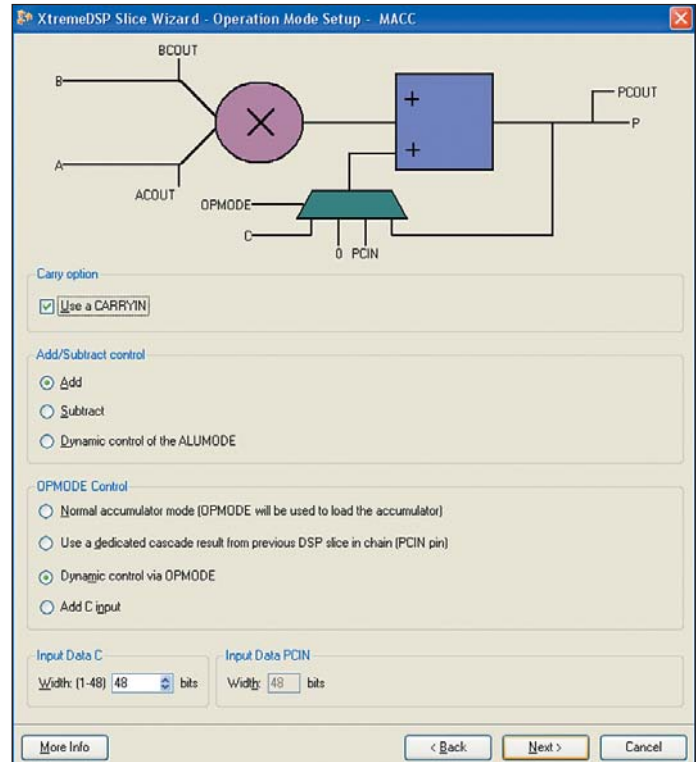 XtremeDSP Slice Wizard - Operation Mode Setup - MACC
BCOUT
B
PCOUT
P
+
+
A
ACOUT
OPMODE
C
0 PCIN
Carry option
Use a CARRYIN
Add/Subtract control
Add
Subtract
Dynamic control of the ALUMODE
OPMODE Control
Normal accumulator mode (OPMODE will be used to load the accumulator)
Use a dedicated cascade result from previous DSP slice in chain (PCIN pin)
Dynamic control via OPMODE
Add C input
Input Data C
Width: (1-48) 48 bits
Input Data PCIN
Width: 48 bits
More Info
< Back
Next >
Cancel